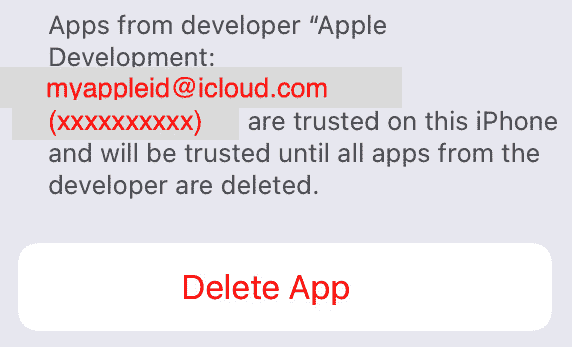 Apps from developer “Apple
Development:
myappleid@icloud.com
(xxxxxxxxxx) are trusted on this iPhone
and will be trusted until all apps from the
developer are deleted.
Delete App